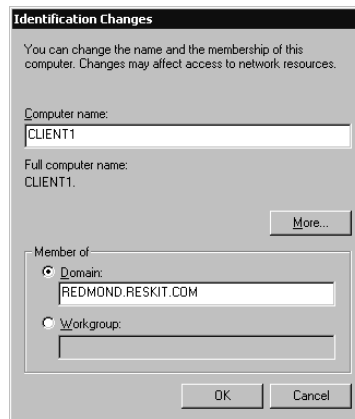 Identification Changes
You can change the name and the membership of this
computer. Changes may affect access to network resources.
Computer name:
CLIENT1
Full computer name:
CLIENT1.
More...
Member of
Domain:
REDMOND.RESKIT.COM
Workgroup:
OK Cancel